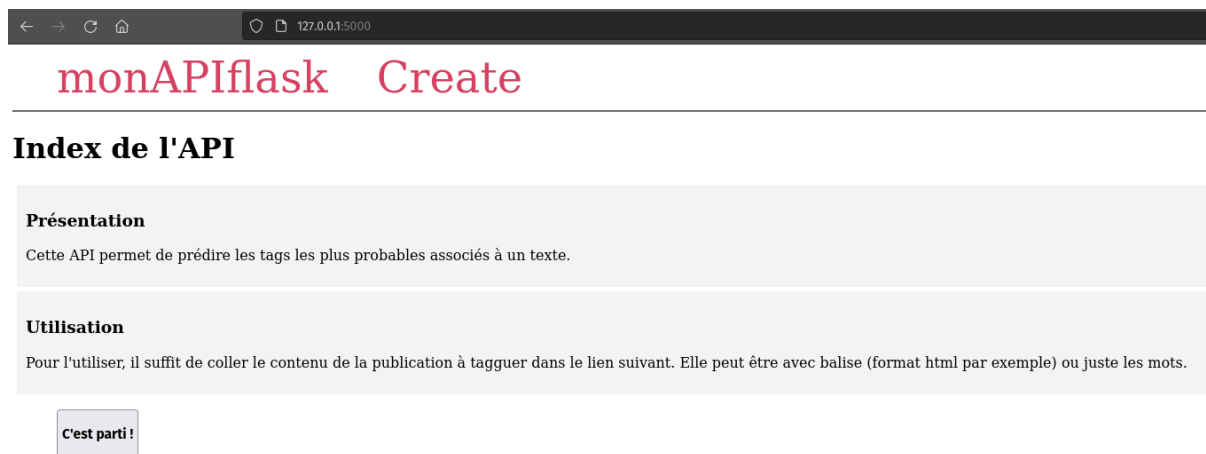 127.0.0.1:5000
monAPIflask Create
Index de l'API
Présentation
Cette API permet de prédire les tags les plus probables associés à un texte.
Utilisation
Pour l'utiliser, il suffit de coller le contenu de la publication à tagguer dans le lien suivant. Elle peut être avec balise (format html par exemple) ou juste les mots.
C'est parti !